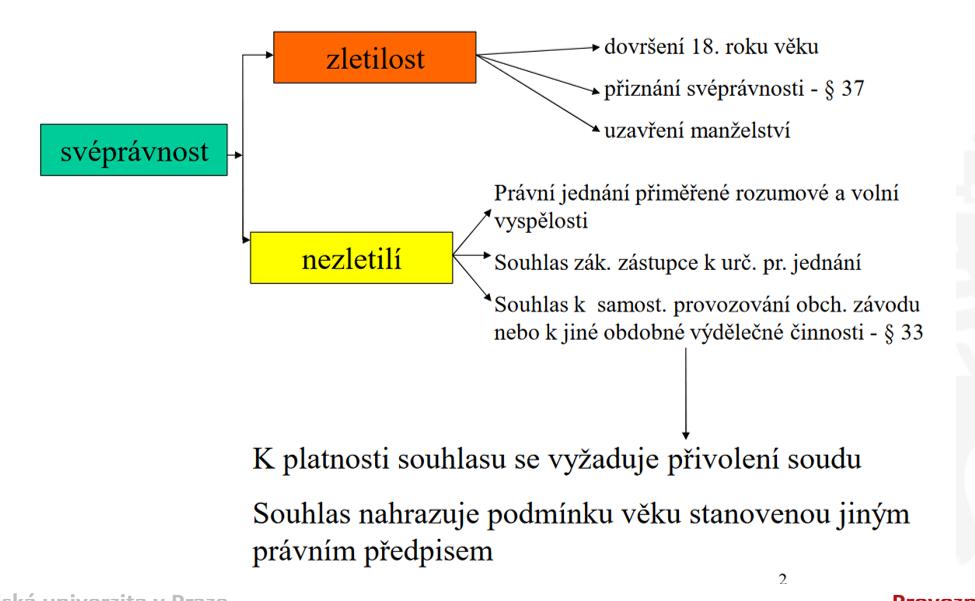 zletilost
dovršení 18. roku věku
přiznání svéprávnosti - § 37
uzavření manželství
svéprávnost
Právní jednání přiměřené rozumové a volní
vyspělosti
nezletilí
Souhlas zák. zástupce k urč. pr. jednání
Souhlas k samost. provozování obch. závodu
nebo k jiné obdobné výdělečné činnosti - § 33
K platnosti souhlasu se vyžaduje přivolení soudu
Souhlas nahrazuje podmínku věku stanovenou jiným
právním předpisem
2